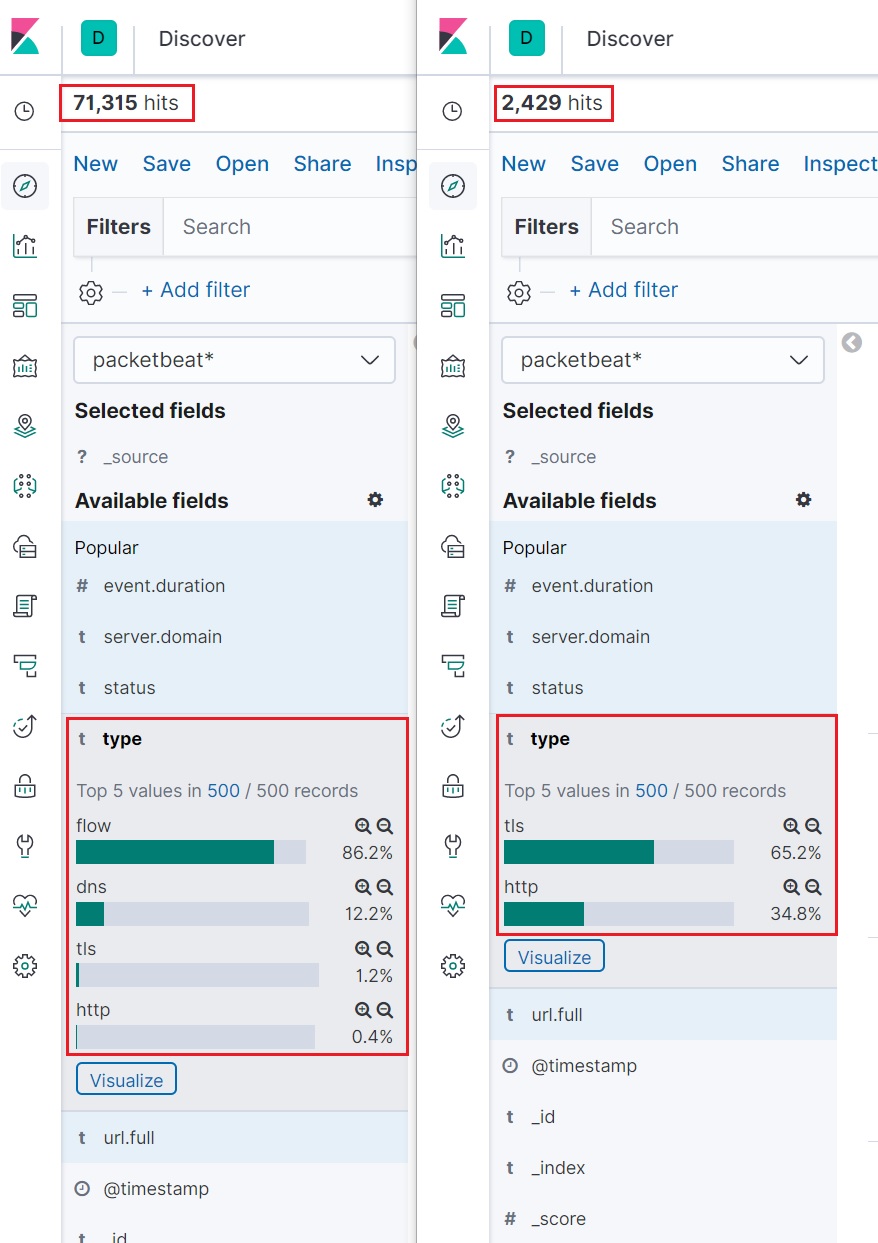 D Discover
71,315 hits
New Save Open Share Insp
Filters Search
+ Add filter
packetbeat*
Selected fields
? _source
Available fields
Popular
# event.duration
t server.domain
t status
t type
Top 5 values in 500 / 500 records
flow
86.2%
dns
12.2%
tls
1.2%
http
0.4%
Visualize
t url.full
@timestamp
t _id
D Discover
2,429 hits
New Save Open Share Inspect
Filters Search
+ Add filter
packetbeat*
Selected fields
? _source
Available fields
Popular
# event.duration
t server.domain
t status
t type
Top 5 values in 500 / 500 records
tls
65.2%
http
34.8%
Visualize
t url.full
@timestamp
t _id
t _index
# _score